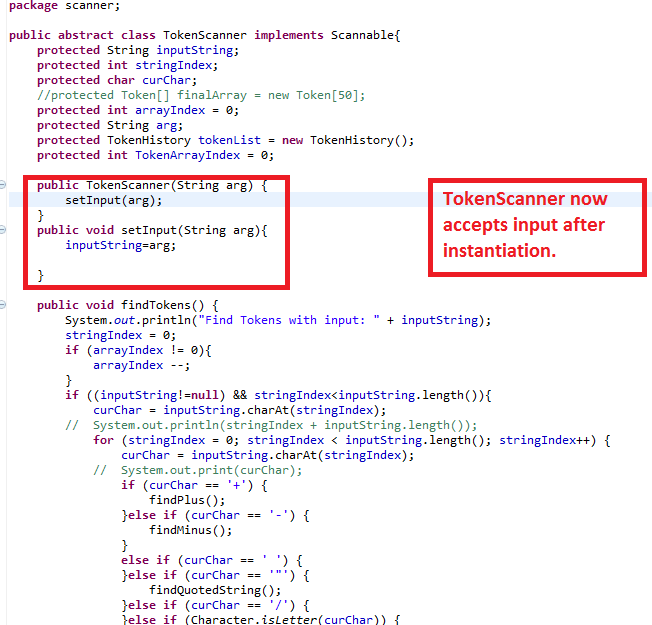 package scanner;
public abstract class TokenScanner implements Scannable{
protected String inputString;
protected int stringIndex;
protected char curChar;
//protected Token[] finalArray = new Token[50];
protected int arrayIndex = 0;
protected String arg;
protected TokenHistory tokenList = new TokenHistory();
protected int TokenArrayIndex = 0;
public TokenScanner(String arg) {
setInput(arg);
}
public void setInput(String arg){
inputString=arg;
}
TokenScanner now
accepts input after
instantiation.
public void findTokens() {
System.out.println("Find Tokens with input: " + inputString);
stringIndex = 0;
if (arrayIndex != 0){
arrayIndex --;
}
if ((inputString!=null) && stringIndex<inputString.length()){
curChar = inputString.charAt(stringIndex);
// System.out.println(stringIndex + inputString.length());
for (stringIndex = 0; stringIndex < inputString.length(); stringIndex++) {
curChar = inputString.charAt(stringIndex);
// System.out.print(curChar);
if (curChar == '+') {
findPlus();
}else if (curChar == '-') {
findMinus();
}
else if (curChar == ' ') {
}else if (curChar == '"') {
findQuotedString();
}else if (curChar == '/') {
}else if (Character.isLetter(curChar)) {